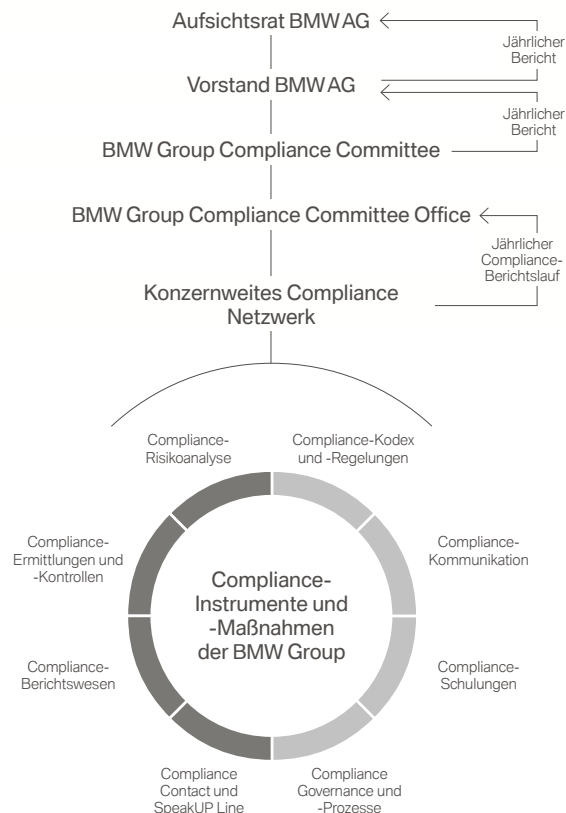 Aufsichtsrat BMW AG
Jährlicher
Bericht
Vorstand BMW AG
Jährlicher
Bericht
BMW Group Compliance Committee
BMW Group Compliance Committee Office
Jährlicher
Compliance-
Berichtslauf
Konzernweites Compliance
Netzwerk
Compliance-
Risikoanalyse
Compliance-Kodex
und -Regelungen
Compliance-
Ermittlungen und
-Kontrollen
Compliance-
Kommunikation
Compliance-
Instrumente und
-Maßnahmen
der BMW Group
Compliance-
Berichtswesen
Compliance-
Schulungen
Compliance
Contact und
SpeakUP Line
Compliance
Governance und
-Prozesse